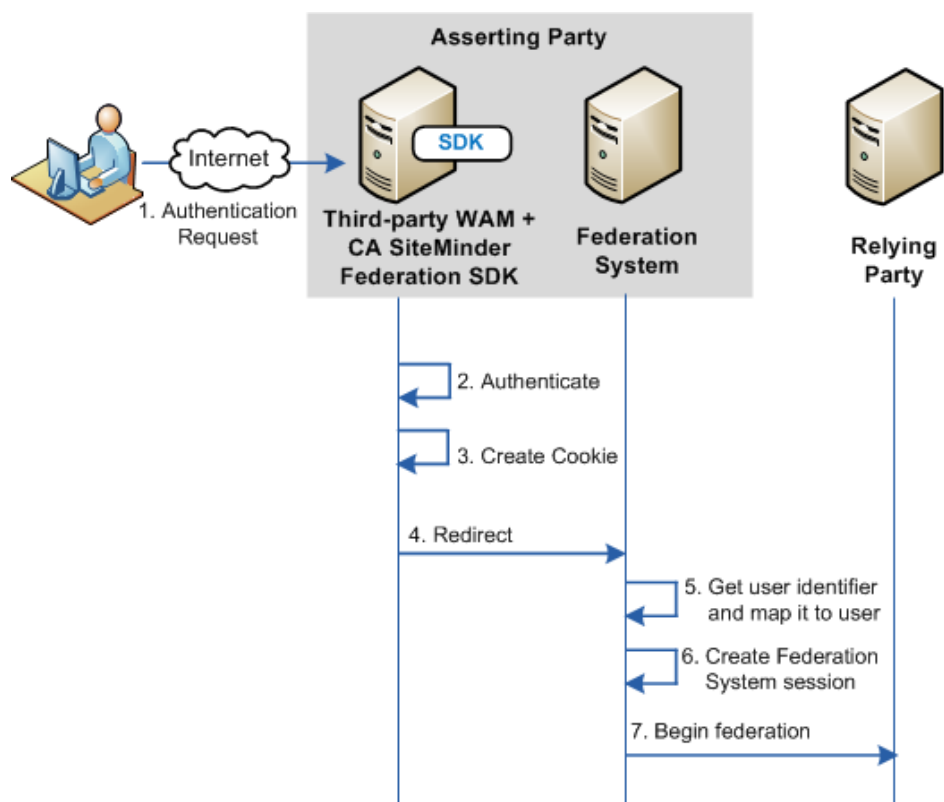 Asserting Party
SDK
Internet
1. Authentication
Request
Third-party WAM +
CA SiteMinder
Federation SDK
Federation
System
Relying
Party
2. Authenticate
3. Create Cookie
4. Redirect
5. Get user identifier
and map it to user
6. Create Federation
System session
7. Begin federation